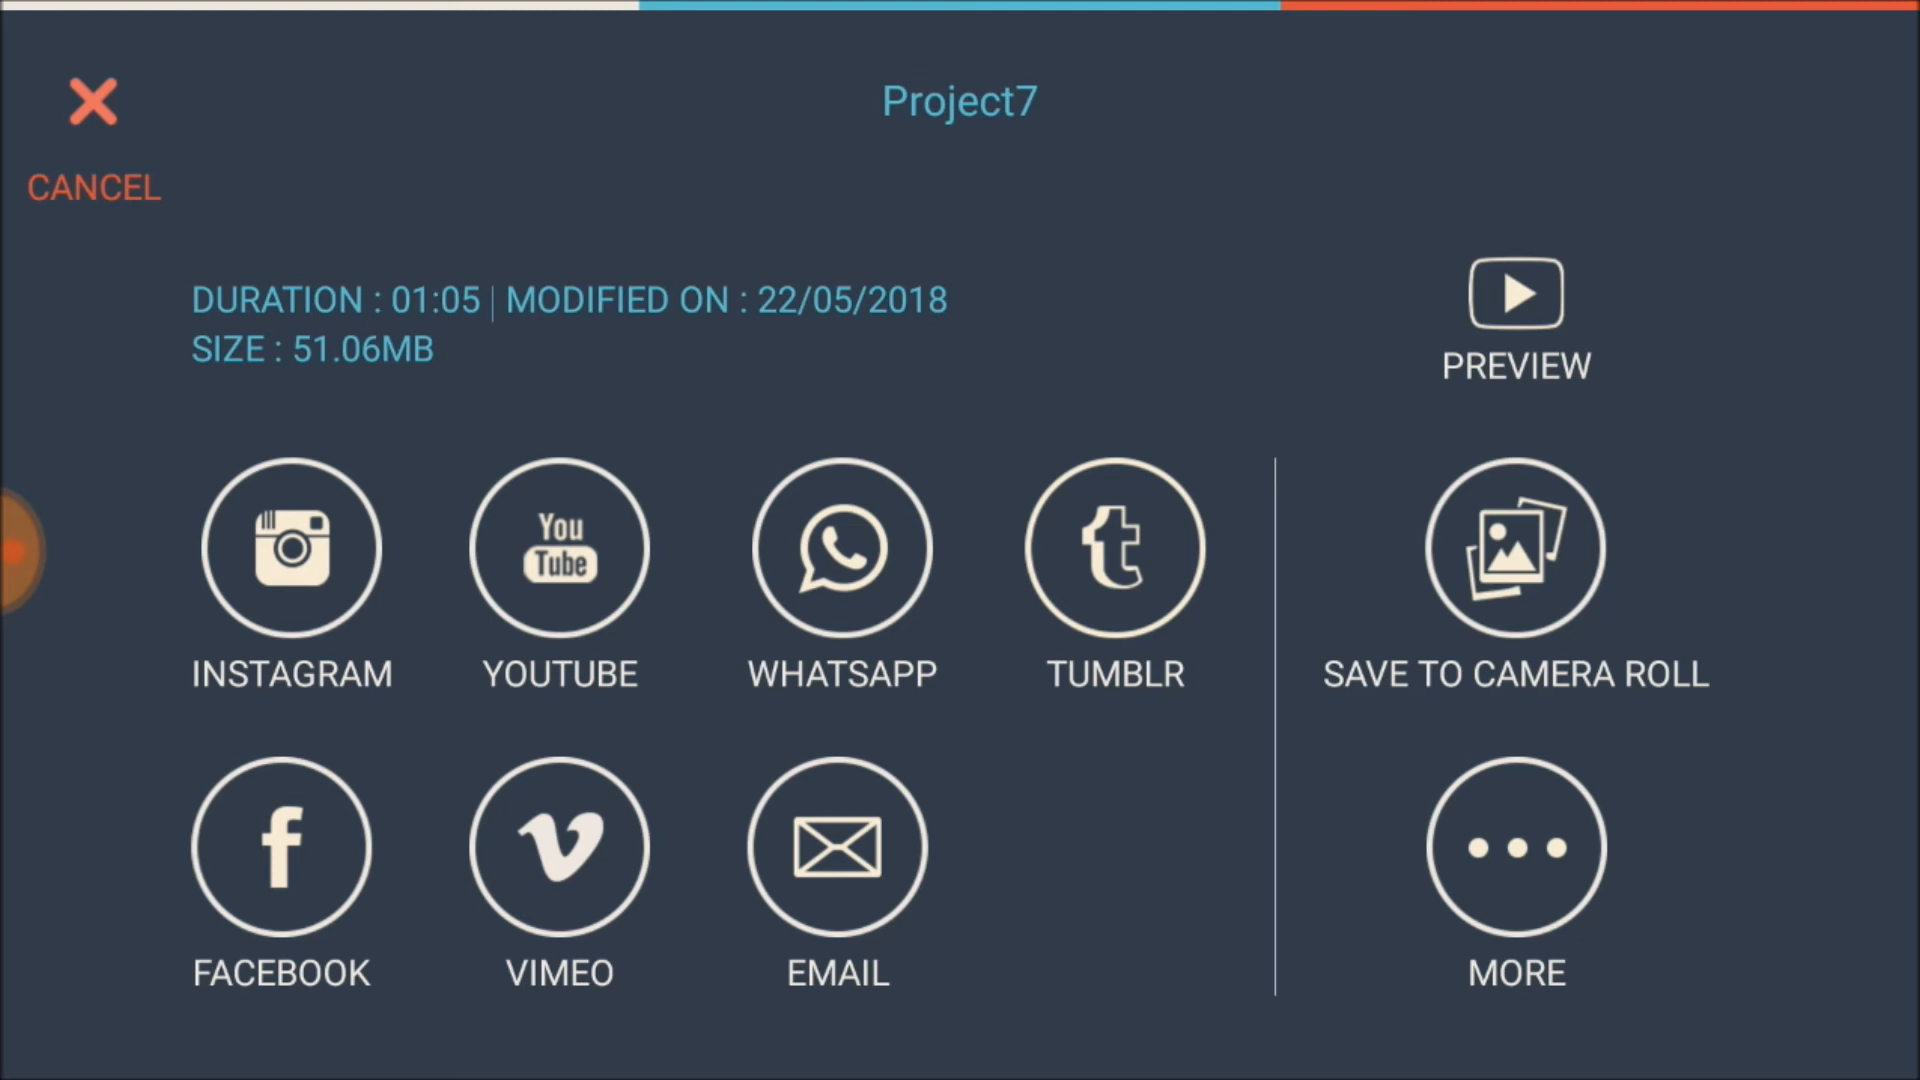 Project7
CANCEL
DURATION : 01:05 | MODIFIED ON : 22/05/2018
SIZE : 51.06MB
PREVIEW
You
Tube
INSTAGRAM YOUTUBE WHATSAPP TUMBLR SAVE TO CAMERA ROLL
FACEBOOK VIMEO EMAIL MORE